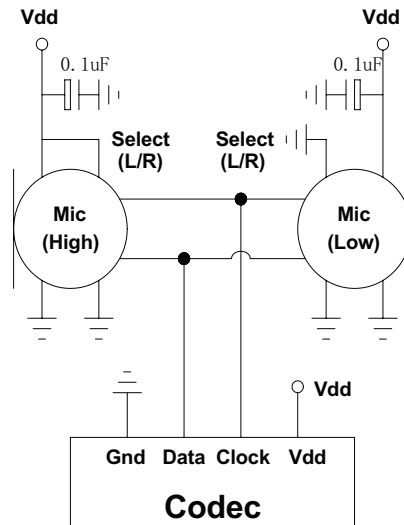 Vdd Vdd
0.1uF 0.1uF
Select Select
(L/R) (L/R)
Mic Mic
(High) (Low)
Vdd
Gnd Data Clock Vdd
Codec